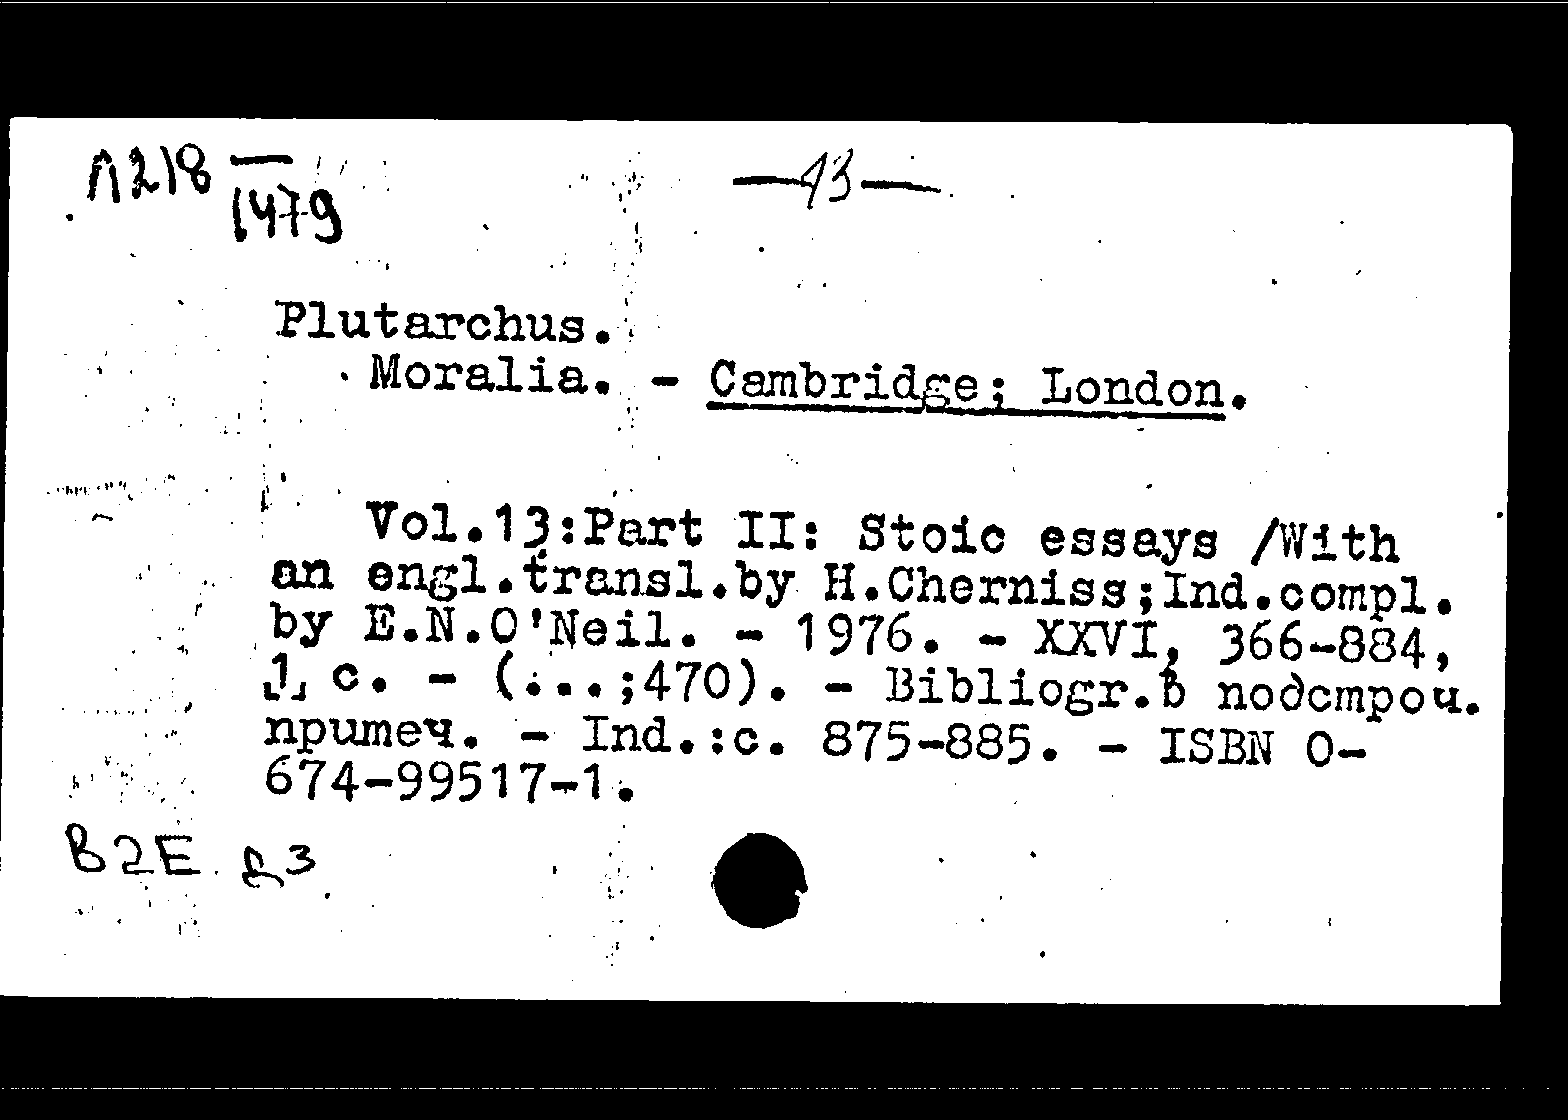 Л218 —
1479
—13—
Plutarchus.
Moralia. - Cambridge; London.
Vol.13:Part II: Stoic essays /With
an engl.transl.by H.Cherniss;Ind.compl.
by E.N.O'Neil. - 1976. - XXVI, 366-884,
1, c. - (...;470). - Bibliogr.в подстроч.
примеч. - Ind.:с. 875-885. - ISBN 0-
674-99517-1.
В2Е д3